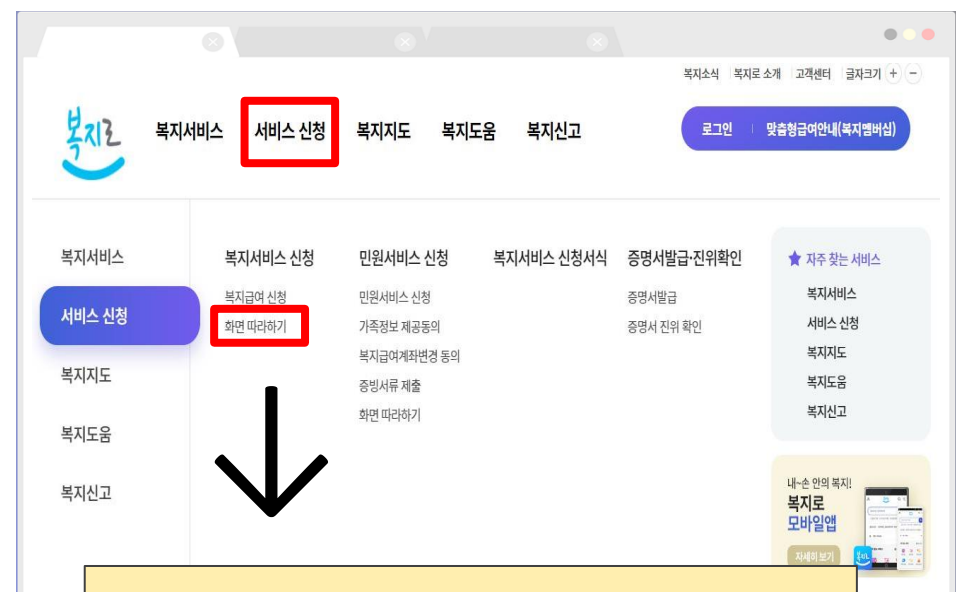 복지소식 복지로 소개 고객센터 글자크기 + -
복지로 복지서비스 서비스 신청 복지지도 복지도움 복지신고 로그인 맞춤형급여안내(복지멤버십)
복지서비스
서비스 신청
복지지도
복지도움
복지신고
복지서비스 신청
복지급여 신청
화면 따라하기
민원서비스 신청
민원서비스 신청
가족정보 제공동의
복지급여계좌변경 동의
증빙서류 제출
화면 따라하기
복지서비스 신청서식
증명서발급·진위확인
증명서발급
증명서 진위 확인
자주 찾는 서비스
복지서비스
서비스 신청
복지지도
복지도움
복지신고
내~손 안의 복지!
복지로
모바일앱
자세히 보기